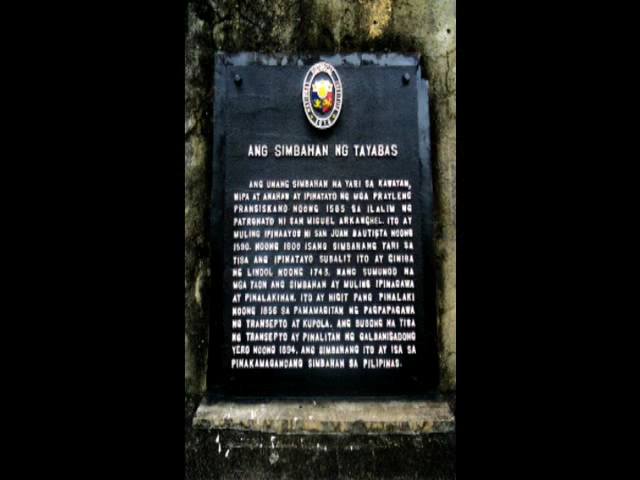 ANG SIMBAHAN NG TAYABAS
ANG UNANG SIMBAHAN NA YARI SA KAWAYAN,
NIPA AT ANAHAW AY IPINATAYO NG MGA PRAYLENG
PRANSISKANO NOONG 1585 SA ILALIM NG
PATRONATO NI SAN MIGUEL ARKANGHEL. ITO AY
MULING IPINAAYOS NI SAN JUAN BAUTISTA NOONG
1590. NOONG 1600 ISANG SIMBAHANG YARI SA
TISA ANG IPINATAYO SUBALIT ITO AY GINIBA
NG LINDOL NOONG 1743. NANG SUMUNOD NA
MGA TAON ANG SIMBAHAN AY MULING IPINAGAWA
AT PINALAKIHAN. ITO AY HIGIT PANG PINALAKI
NOONG 1856 SA PAMAMAGITAN NG PAGPAPAGAWA
NG TRANSEPTO AT KUPOLA. ANG BUBONG NA TISA
NG TRANSEPTO AY PINALITAN NG GALBANISADONG
YERO NOONG 1894. ANG SIMBAHANG ITO AY ISA SA
PINAKAMAGANDANG SIMBAHAN SA PILIPINAS.